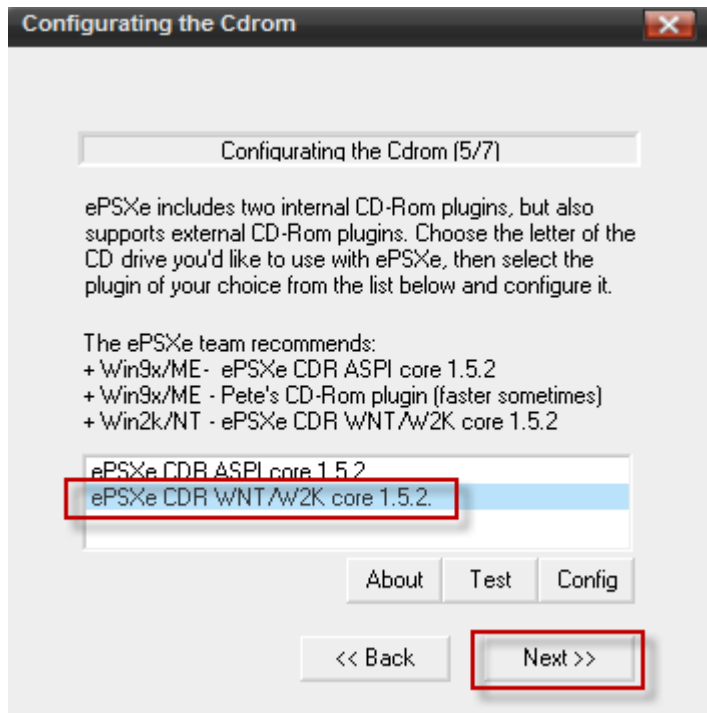 Configurating the Cdrom
Configurating the Cdrom (5/7)
ePSXe includes two internal CD-Rom plugins, but also
supports external CD-Rom plugins. Choose the letter of the
CD drive you'd like to use with ePSXe, then select the
plugin of your choice from the list below and configure it.
The ePSXe team recommends:
+ Win9x/ME- ePSXe CDR ASPI core 1.5.2
+ Win9x/ME - Pete's CD-Rom plugin (faster sometimes)
+ Win2k/NT - ePSXe CDR WNT/W2K core 1.5.2
ePSXe CDR ASPI core 1.5.2
ePSXe CDR WNT/W2K core 1.5.2.
About Test Config
<< Back Next >>